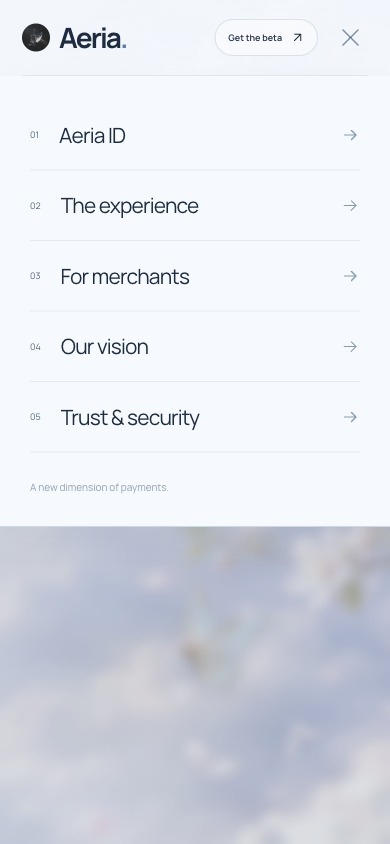 Aeria.
Get the beta
01 Aeria ID
02 The experience
03 For merchants
04 Our vision
05 Trust & security
A new dimension of payments.